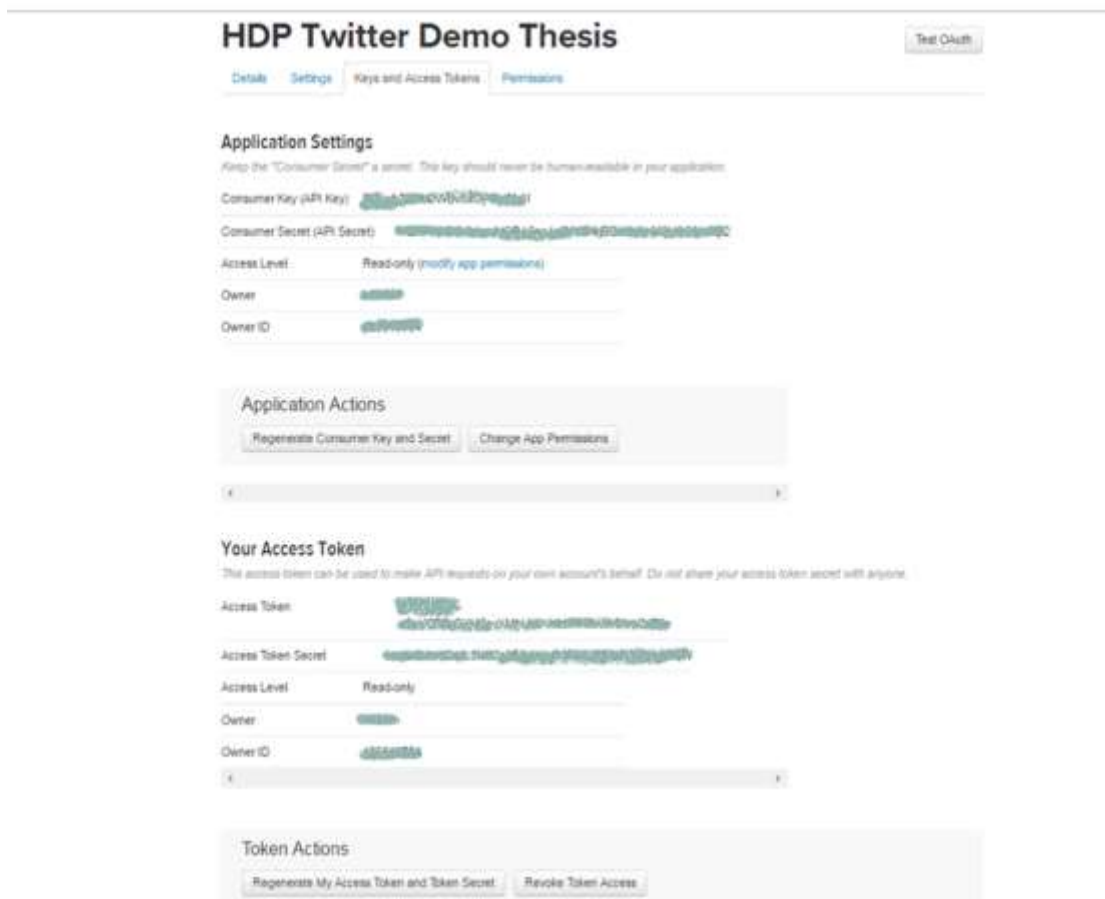 HDP Twitter Demo Thesis
Test OAuth
Details Settings Keys and Access Tokens Permissions
Application Settings
Keep the "Consumer Secret" a secret. This key should never be human-readable in your application.
Consumer Key (API Key)
Consumer Secret (API Secret)
Access Level Read-only (modify app permissions)
Owner
Owner ID
Application Actions
Regenerate Consumer Key and Secret Change App Permissions
Your Access Token
This access token can be used to make API requests on your own account's behalf. Do not share your access token secret with anyone.
Access Token
Access Token Secret
Access Level Read-only
Owner
Owner ID
Token Actions
Regenerate My Access Token and Token Secret Revoke Token Access